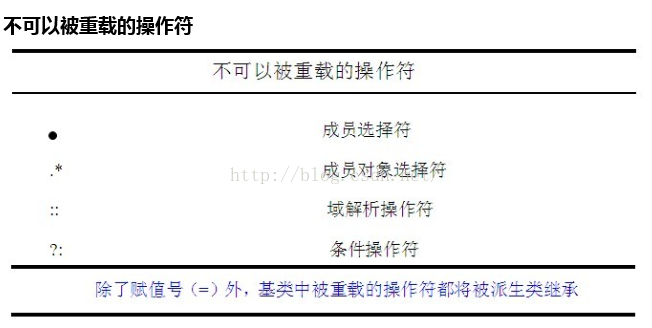 不可以被重载的操作符
不可以被重载的操作符
● 成员选择符
.* 成员对象选择符
:: 域解析操作符
?: 条件操作符
除了赋值号（=）外，基类中被重载的操作符都将被派生类继承